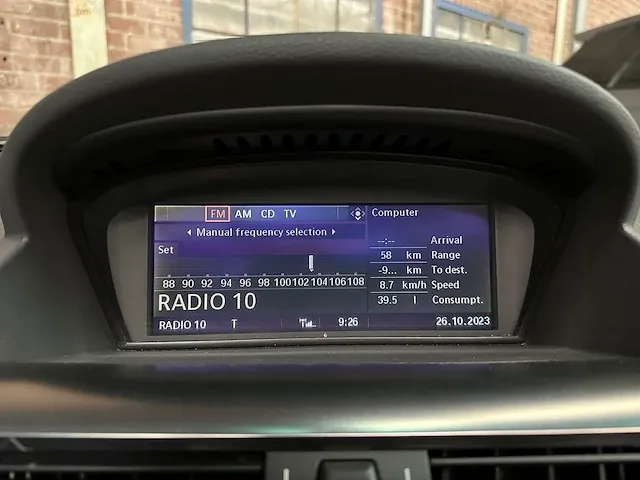 FM AM CD TV
Computer
Manual frequency selection
--:-- Arrival
Set
58 km Range
-9... km To dest.
8.7 km/h Speed
39.5 l Consumpt.
88 90 92 94 96 98 100 102 104 106 108
RADIO 10
RADIO 10 T 9:26 26.10.2023